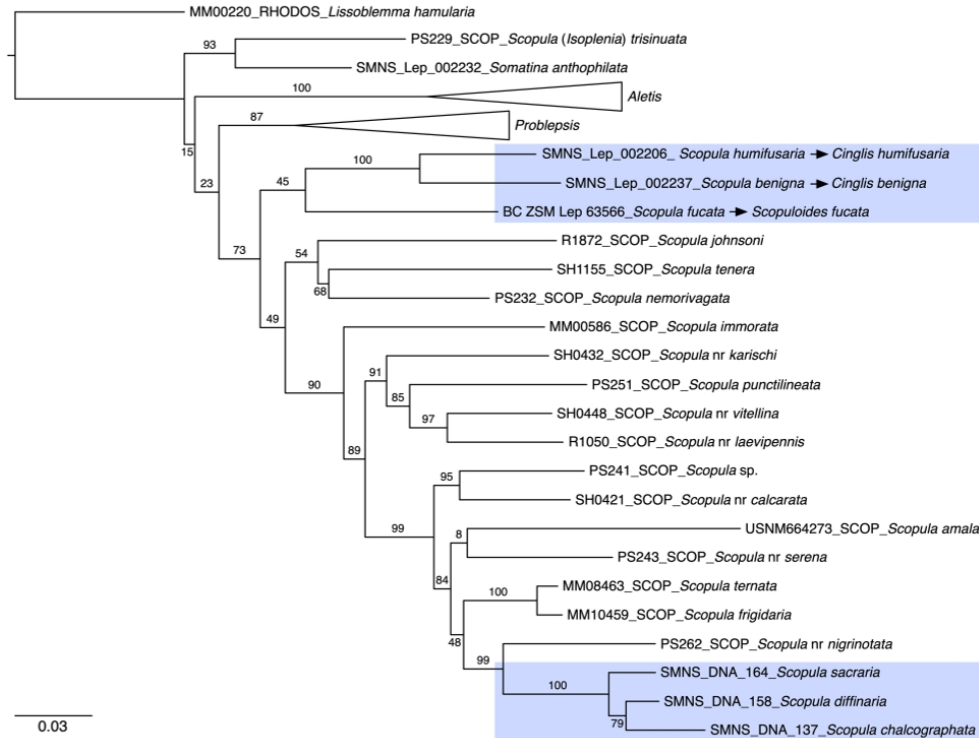 MM00220_RHODOS_Lissoblemma hamularia
PS229_SCOP_Scopula (Isoplenia) trisinuata
93
SMNS_Lep_002232_Somatina anthophilata
100
Aletis
87
Problepsis
15
SMNS_Lep_002206_ Scopula humifusaria → Cinglis humifusaria
100
23
45
SMNS_Lep_002237_Scopula benigna → Cinglis benigna
BC ZSM Lep 63566_Scopula fucata → Scopuloides fucata
R1872_SCOP_Scopula johnsoni
73
54
SH1155_SCOP_Scopula tenera
68
PS232_SCOP_Scopula nemorivagata
49
MM00586_SCOP_Scopula immorata
SH0432_SCOP_Scopula nr karischi
91
90
PS251_SCOP_Scopula punctilineata
85
SH0448_SCOP_Scopula nr vitellina
97
R1050_SCOP_Scopula nr laevipennis
89
PS241_SCOP_Scopula sp.
95
SH0421_SCOP_Scopula nr calcarata
99
USNM664273_SCOP_Scopula amala
8
PS243_SCOP_Scopula nr serena
84
MM08463_SCOP_Scopula ternata
100
MM10459_SCOP_Scopula frigidaria
48
PS262_SCOP_Scopula nr nigrinotata
99
SMNS_DNA_164_Scopula sacraria
100
SMNS_DNA_158_Scopula diffinaria
79
SMNS_DNA_137_Scopula chalcographata
0.03